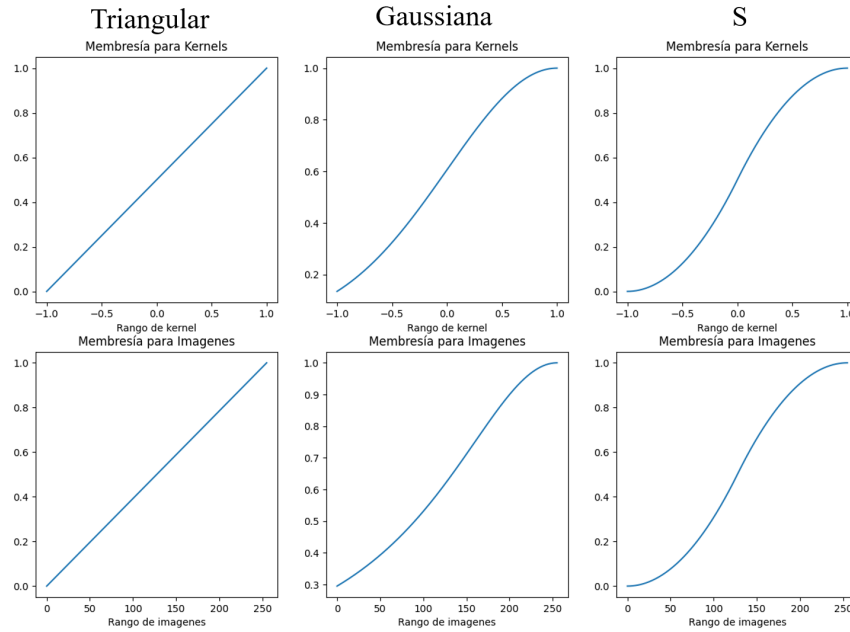 Triangular
Gaussiana
S
Membresía para Kernels
Membresía para Kernels
Membresía para Kernels
1.0
0.8
0.6
0.4
0.2
0.0
1.0
0.8
0.6
0.4
0.2
1.0
0.8
0.6
0.4
0.2
0.0
−1.0 −0.5 0.0 0.5 1.0
−1.0 −0.5 0.0 0.5 1.0
−1.0 −0.5 0.0 0.5 1.0
Rango de kernel
Rango de kernel
Rango de kernel
Membresía para Imagenes
Membresía para Imagenes
Membresía para Imagenes
1.0
0.8
0.6
0.4
0.2
0.0
1.0
0.9
0.8
0.7
0.6
0.5
0.4
0.3
1.0
0.8
0.6
0.4
0.2
0.0
0 50 100 150 200 250
0 50 100 150 200 250
0 50 100 150 200 250
Rango de imagenes
Rango de imagenes
Rango de imagenes